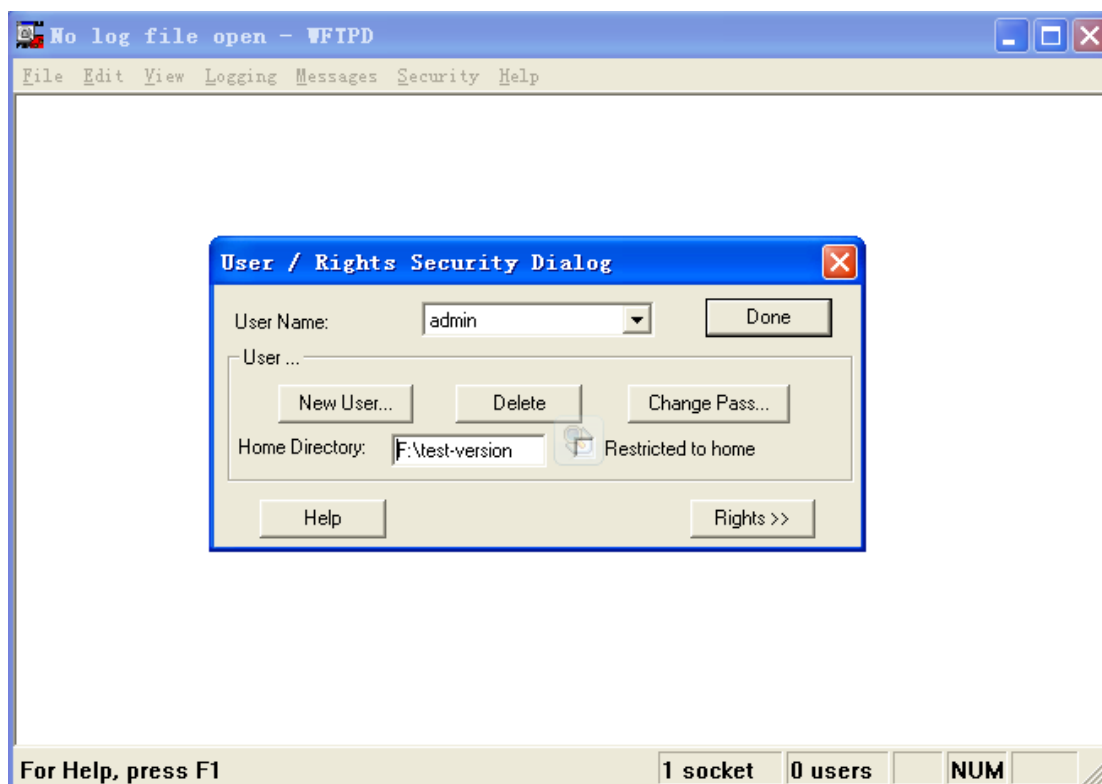 No log file open - WFTPD
File Edit View Logging Messages Security Help
User / Rights Security Dialog
User Name: admin Done
User ...
New User... Delete Change Pass...
Home Directory: F:\test-version Restricted to home
Help Rights >>
For Help, press F1 1 socket 0 users NUM